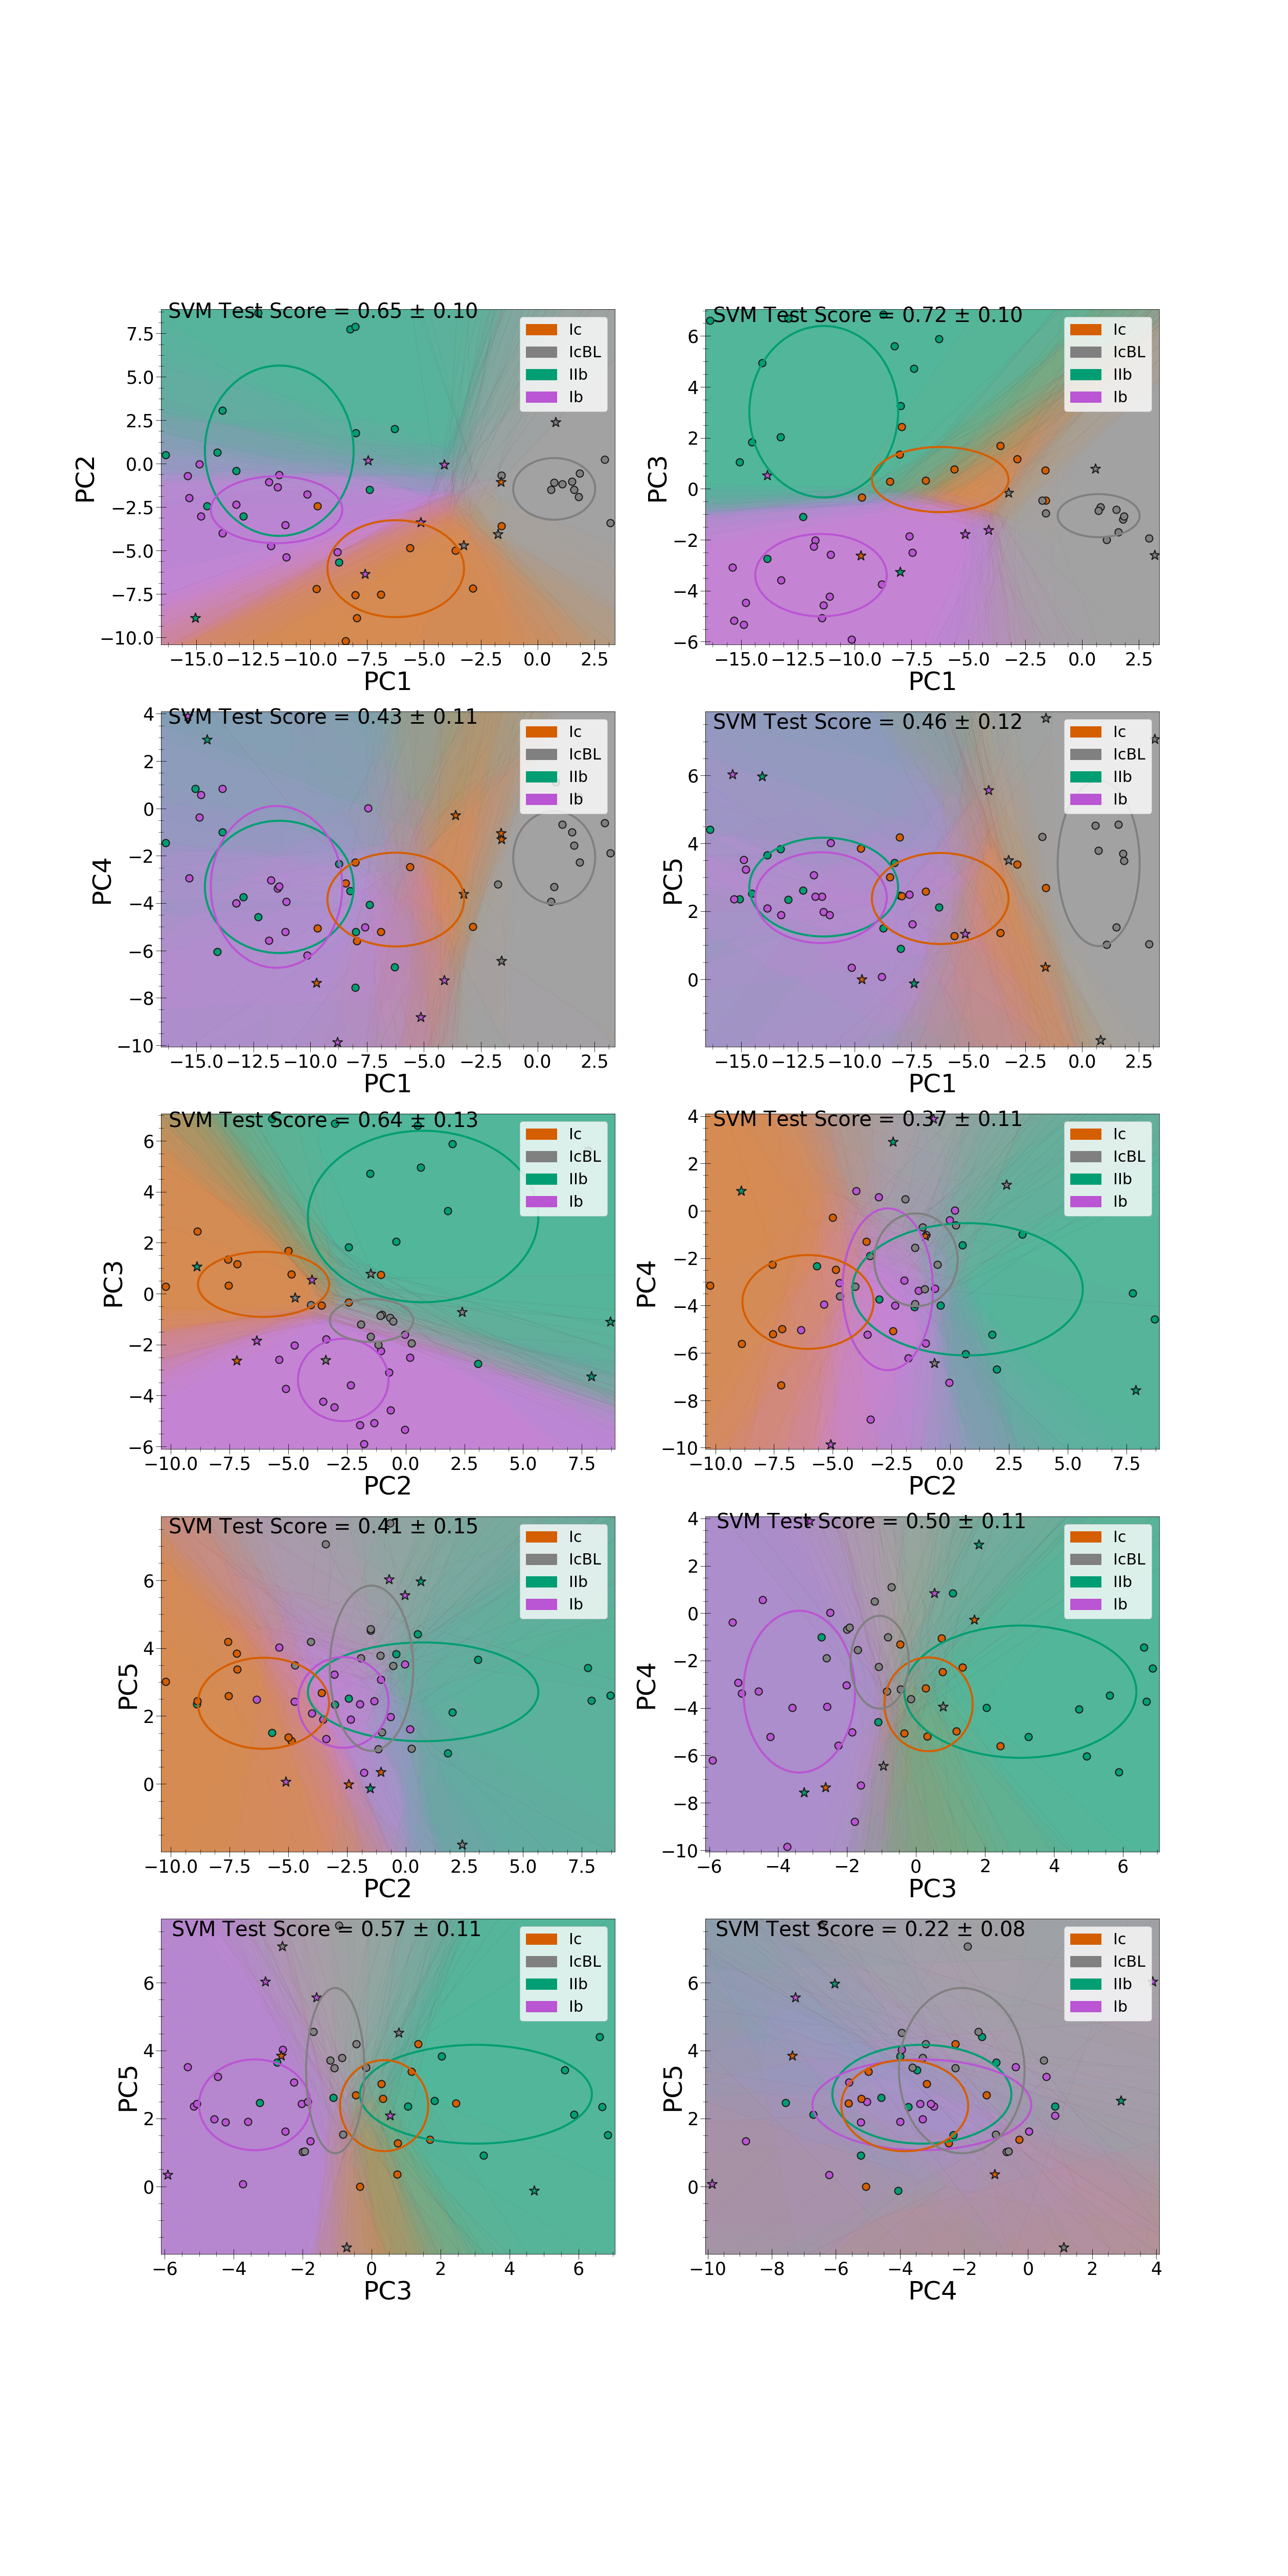 SVM Test Score = 0.65 ± 0.10
Ic
IcBL
IIb
Ib
7.5
5.0
2.5
0.0
−2.5
−5.0
−7.5
−10.0
PC2
−15.0 −12.5 −10.0 −7.5 −5.0 −2.5 0.0 2.5
PC1
SVM Test Score = 0.72 ± 0.10
Ic
IcBL
IIb
Ib
6
4
2
0
−2
−4
−6
PC3
−15.0 −12.5 −10.0 −7.5 −5.0 −2.5 0.0 2.5
PC1
SVM Test Score = 0.43 ± 0.11
Ic
IcBL
IIb
Ib
4
2
0
−2
−4
−6
−8
−10
PC4
−15.0 −12.5 −10.0 −7.5 −5.0 −2.5 0.0 2.5
PC1
SVM Test Score = 0.46 ± 0.12
Ic
IcBL
IIb
Ib
6
4
2
0
PC5
−15.0 −12.5 −10.0 −7.5 −5.0 −2.5 0.0 2.5
PC1
SVM Test Score = 0.64 ± 0.13
Ic
IcBL
IIb
Ib
6
4
2
0
−2
−4
−6
PC3
−10.0 −7.5 −5.0 −2.5 0.0 2.5 5.0 7.5
PC2
SVM Test Score = 0.37 ± 0.11
Ic
IcBL
IIb
Ib
4
2
0
−2
−4
−6
−8
−10
PC4
−10.0 −7.5 −5.0 −2.5 0.0 2.5 5.0 7.5
PC2
SVM Test Score = 0.41 ± 0.15
Ic
IcBL
IIb
Ib
6
4
2
0
PC5
−10.0 −7.5 −5.0 −2.5 0.0 2.5 5.0 7.5
PC2
SVM Test Score = 0.50 ± 0.11
Ic
IcBL
IIb
Ib
4
2
0
−2
−4
−6
−8
−10
PC4
−6 −4 −2 0 2 4 6
PC3
SVM Test Score = 0.57 ± 0.11
Ic
IcBL
IIb
Ib
6
4
2
0
PC5
−6 −4 −2 0 2 4 6
PC3
SVM Test Score = 0.22 ± 0.08
Ic
IcBL
IIb
Ib
6
4
2
0
PC5
−10 −8 −6 −4 −2 0 2 4
PC4